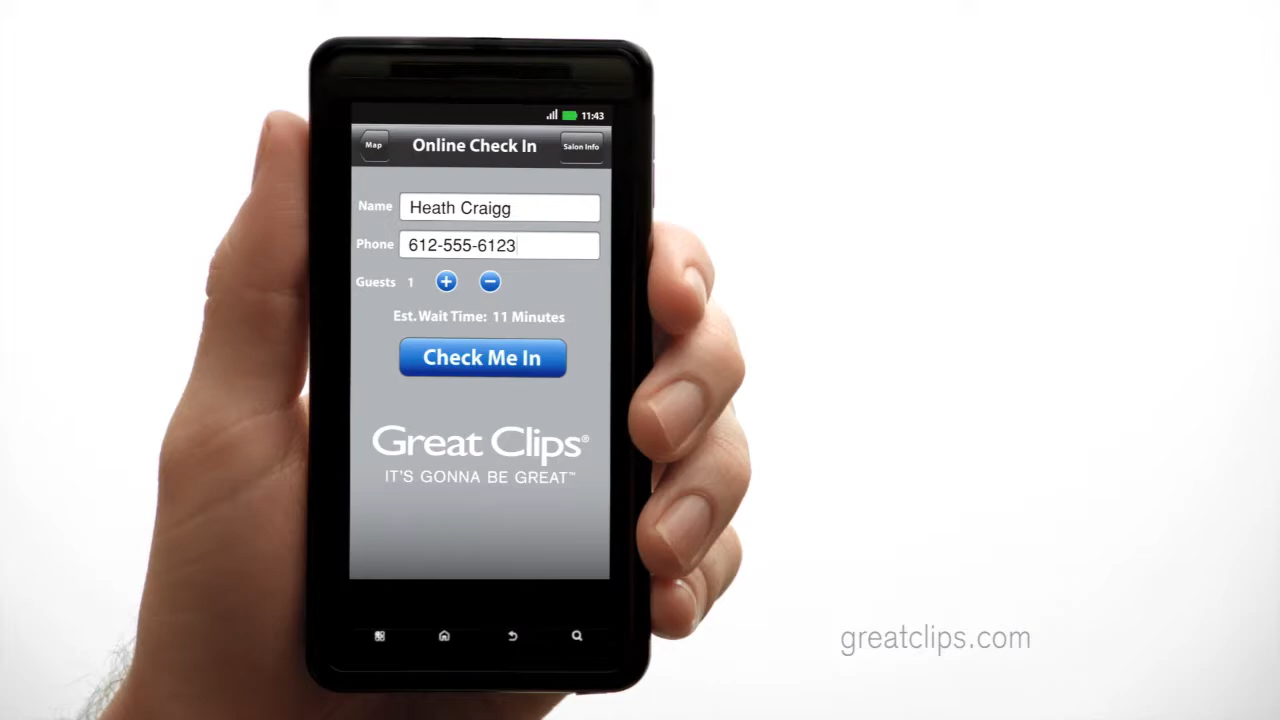 11:43
Map Online Check In Salon Info
Name Heath Craigg
Phone 612-555-6123
Guests 1 + −
Est. Wait Time: 11 Minutes
Check Me In
Great Clips®
IT'S GONNA BE GREAT™
greatclips.com